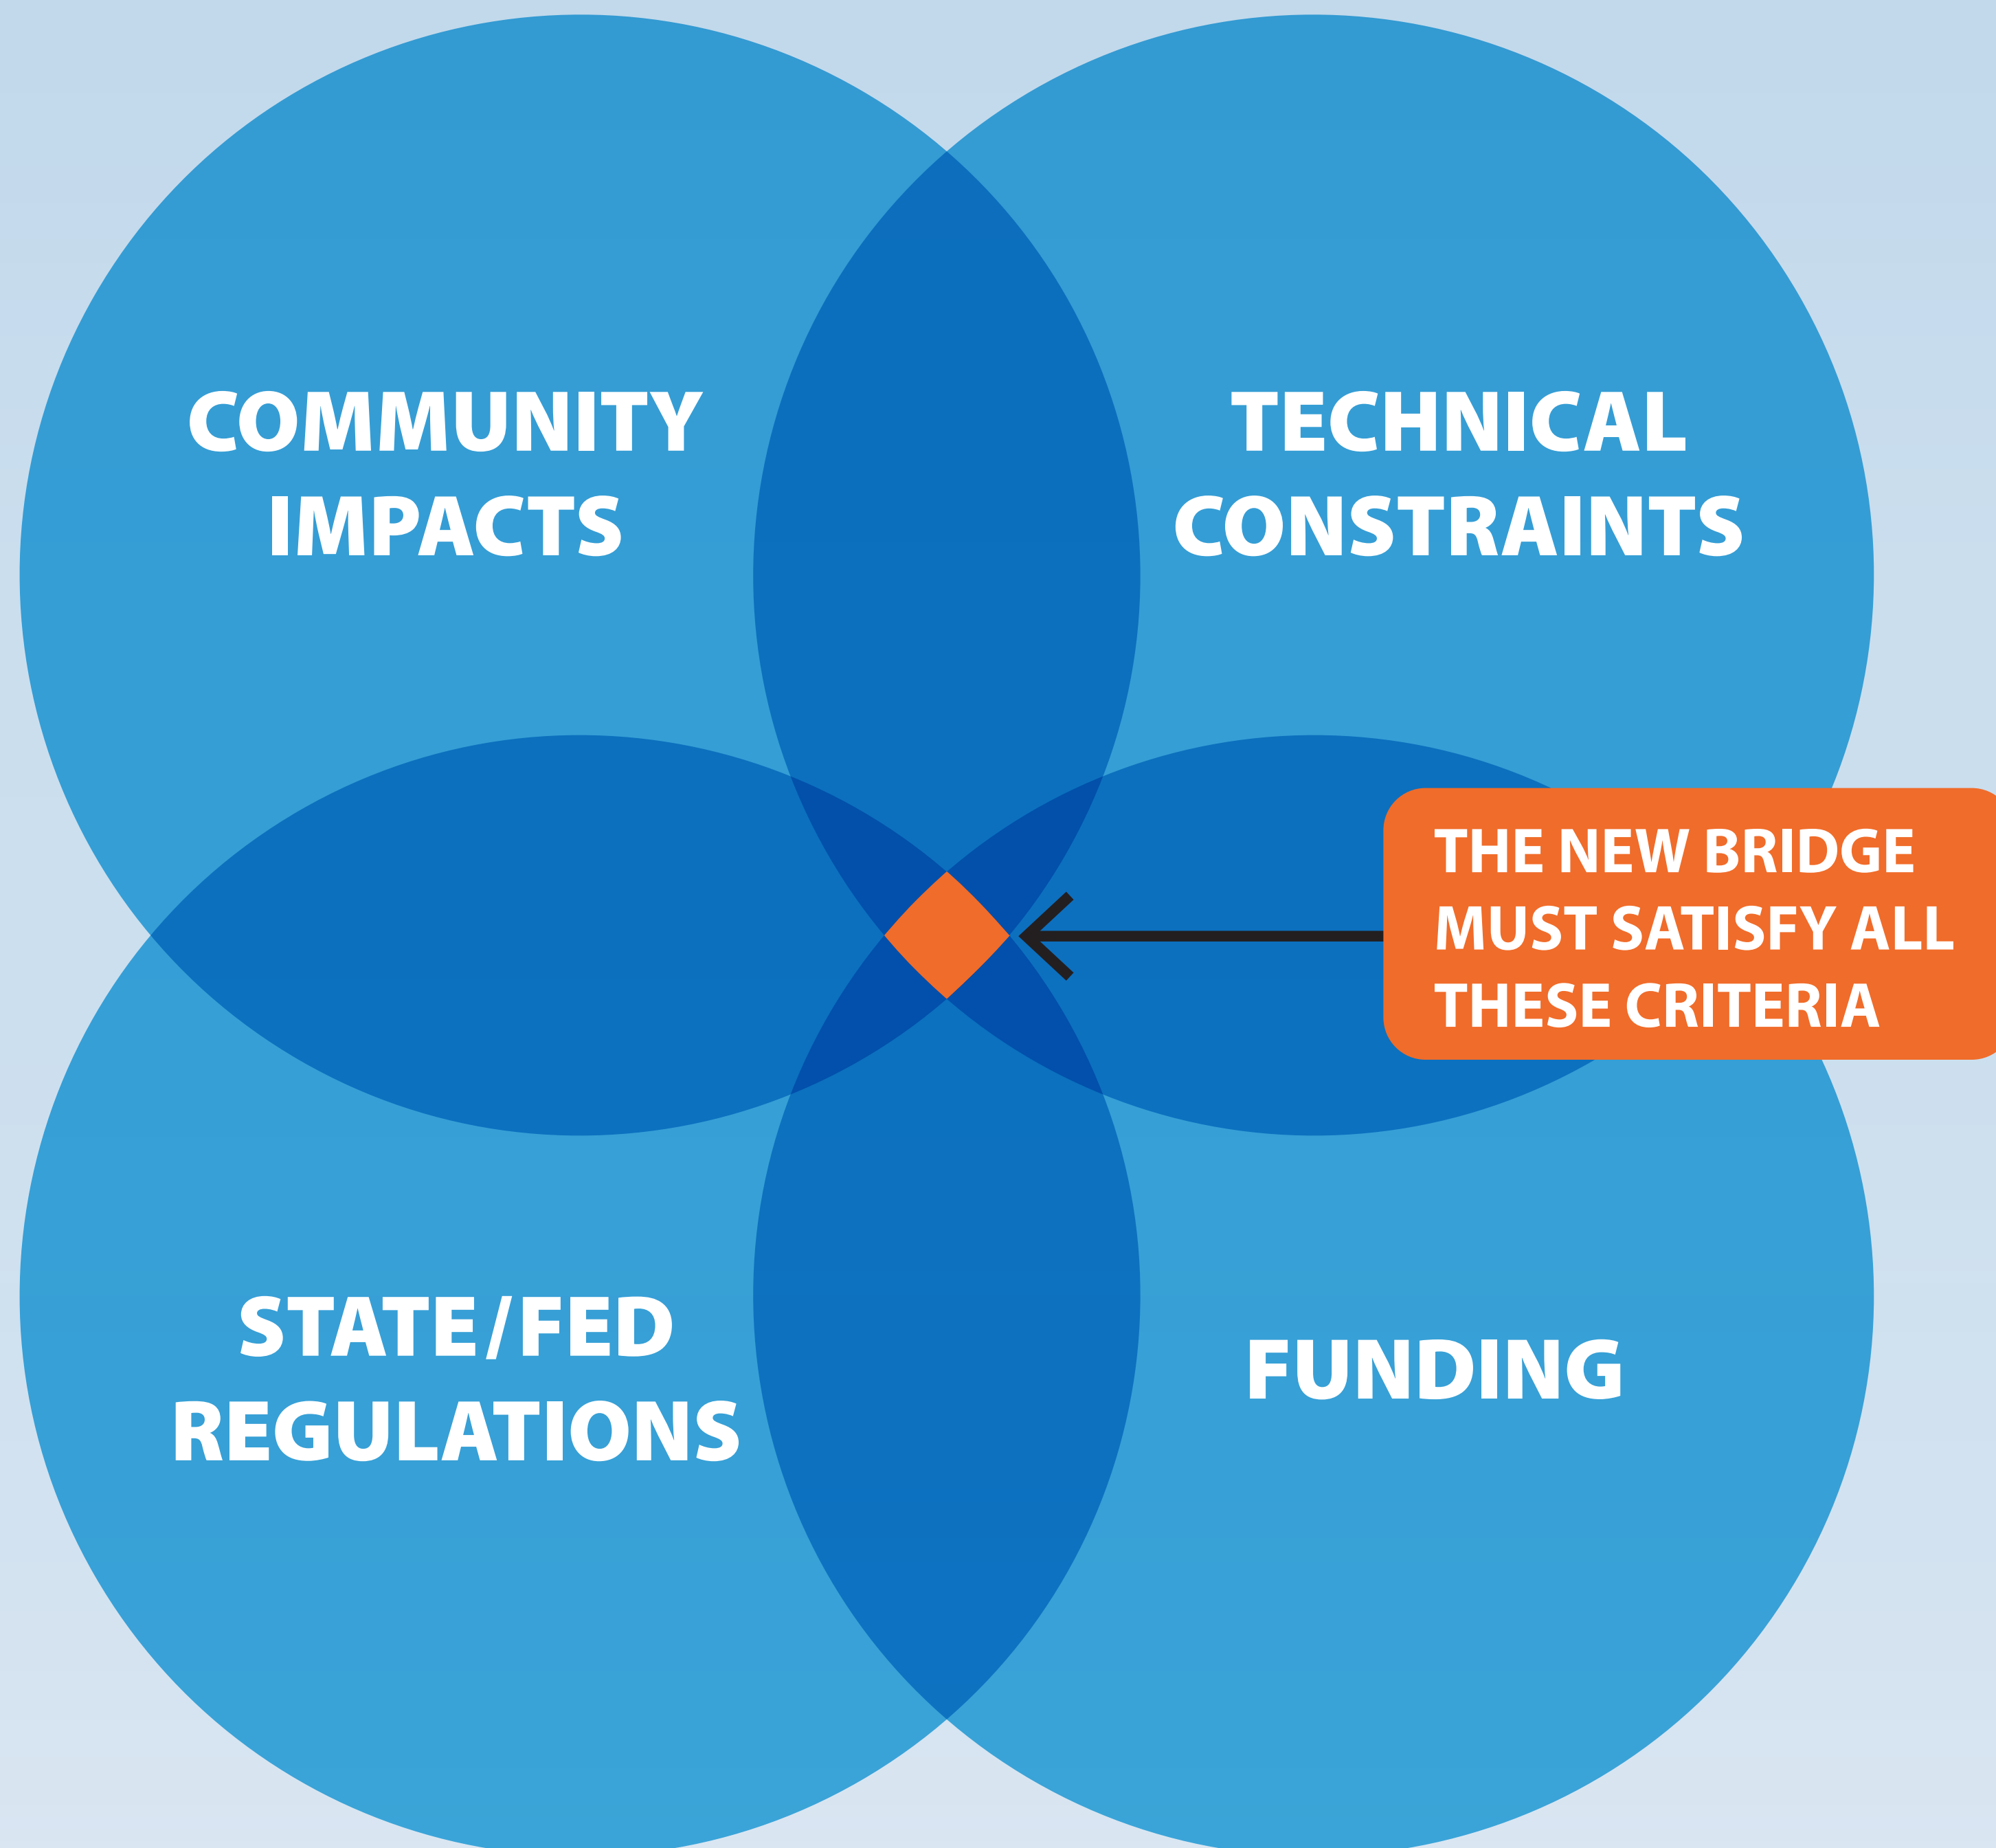 COMMUNITY
IMPACTS
TECHNICAL
CONSTRAINTS
THE NEW BRIDGE
MUST SATISFY ALL
THESE CRITERIA
STATE/FED
REGULATIONS
FUNDING